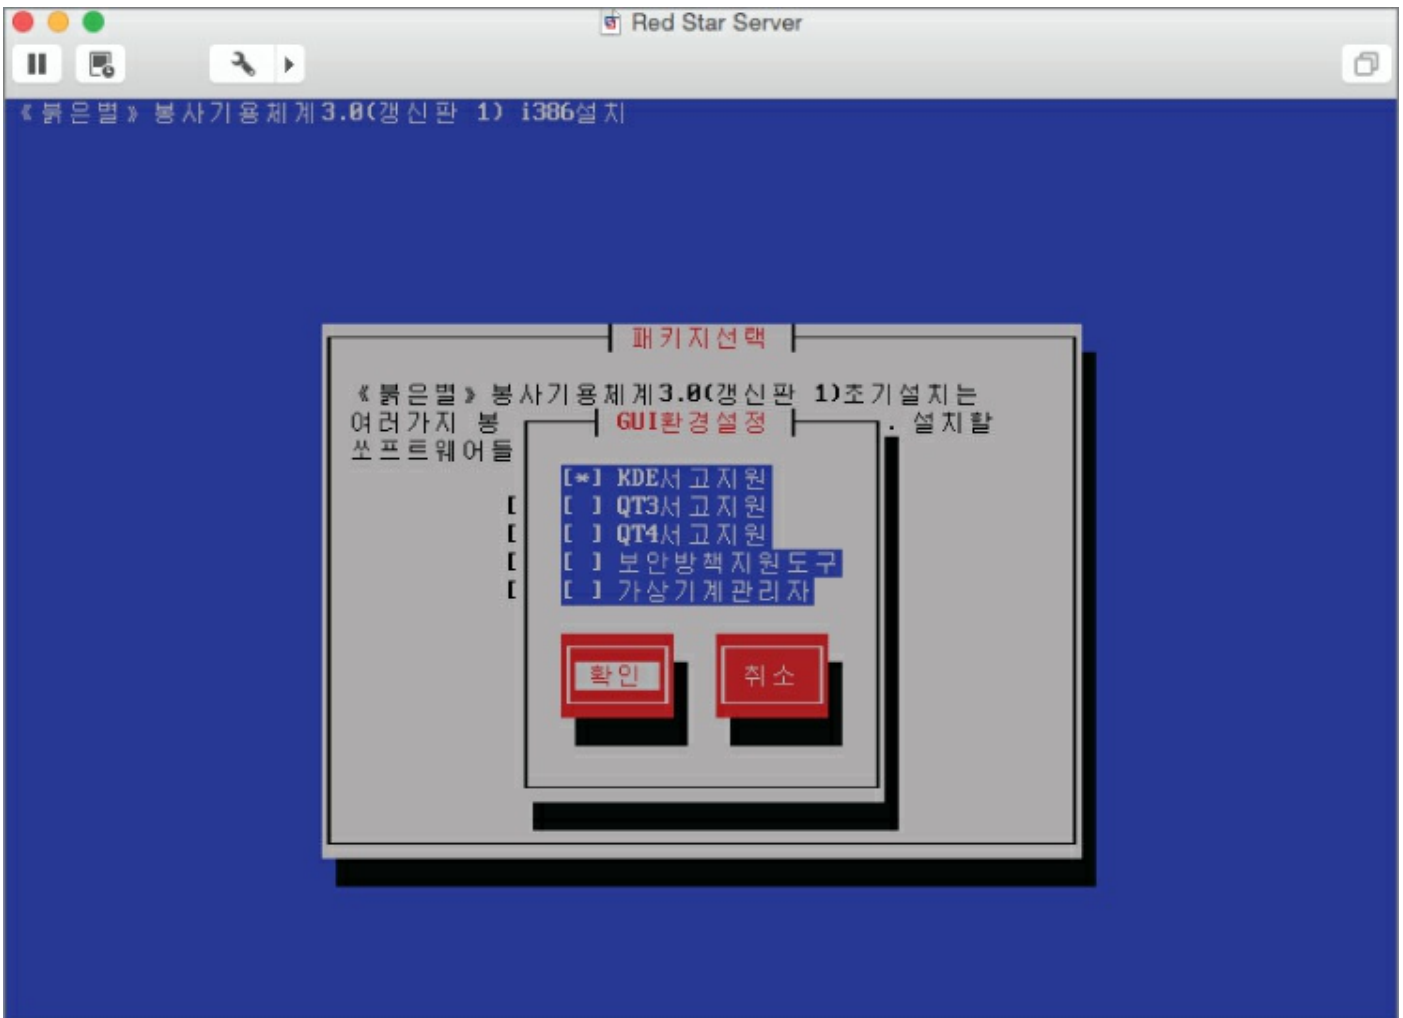 Red Star Server
《붉은별》봉사기용체계3.0(갱신판 1) i386설치
패키지선택
《붉은별》봉사기용체계3.0(갱신판 1)초기설치는
여러가지 봉 . 설치할
쏘프트웨어들
GUI환경설정
[*] KDE서고지원
[ ] QT3서고지원
[ ] QT4서고지원
[ ] 보안방책지원도구
[ ] 가상기계관리자
확인 취소